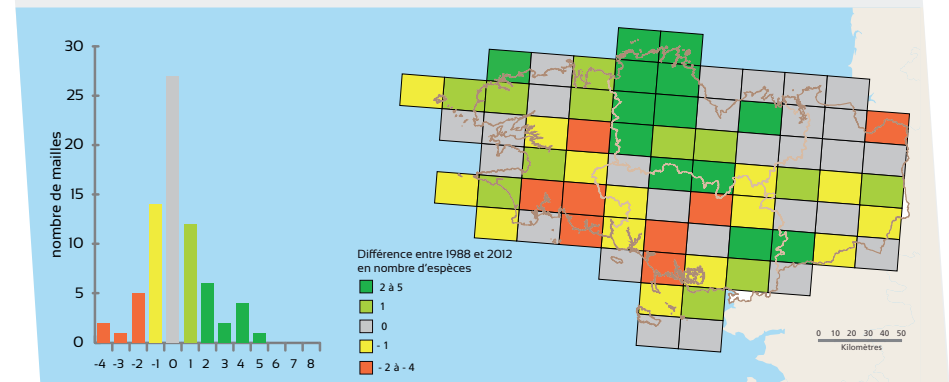 nombre de mailles
30
25
20
15
10
5
0
-4 -3 -2 -1 0 1 2 3 4 5 6 7 8
Différence entre 1988 et 2012
en nombre d'espèces
2 à 5
1
0
- 1
- 2 à - 4
0 10 20 30 40 50
Kilomètres